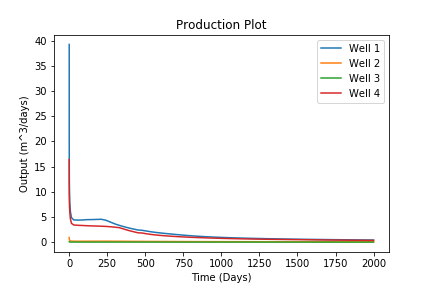 Production Plot
Output (m^3/days)
40
35
30
25
20
15
10
5
0
Well 1
Well 2
Well 3
Well 4
0 250 500 750 1000 1250 1500 1750 2000
Time (Days)